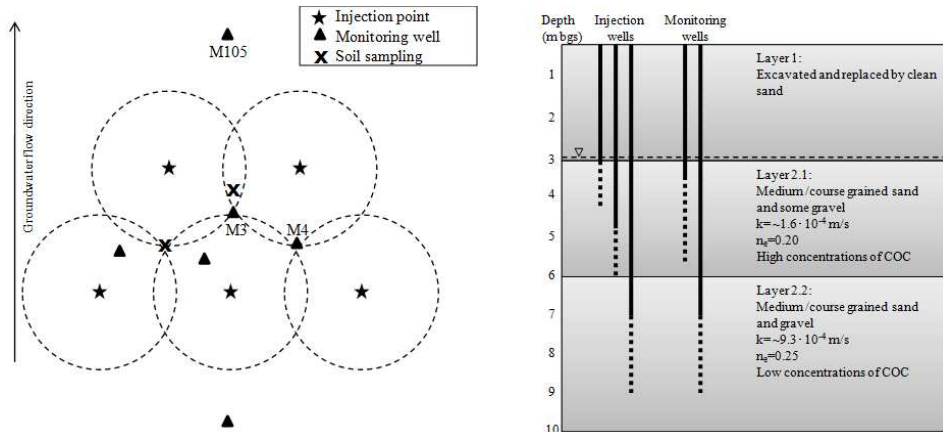 Injection point
Monitoring well
Soil sampling
M105
Groundwater flow direction
M3
M4
Depth
(m bgs)
Injection
wells
Monitoring
wells
1
2
3
4
5
6
7
8
9
10
Layer 1:
Excavated and replaced by clean
sand
Layer 2.1:
Medium/course grained sand
and some gravel
k=~1.6· 10⁻⁴ m/s
nₑ=0.20
High concentrations of COC
Layer 2.2:
Medium/course grained sand
and gravel
k=~9.3· 10⁻⁴ m/s
nₑ=0.25
Low concentrations of COC